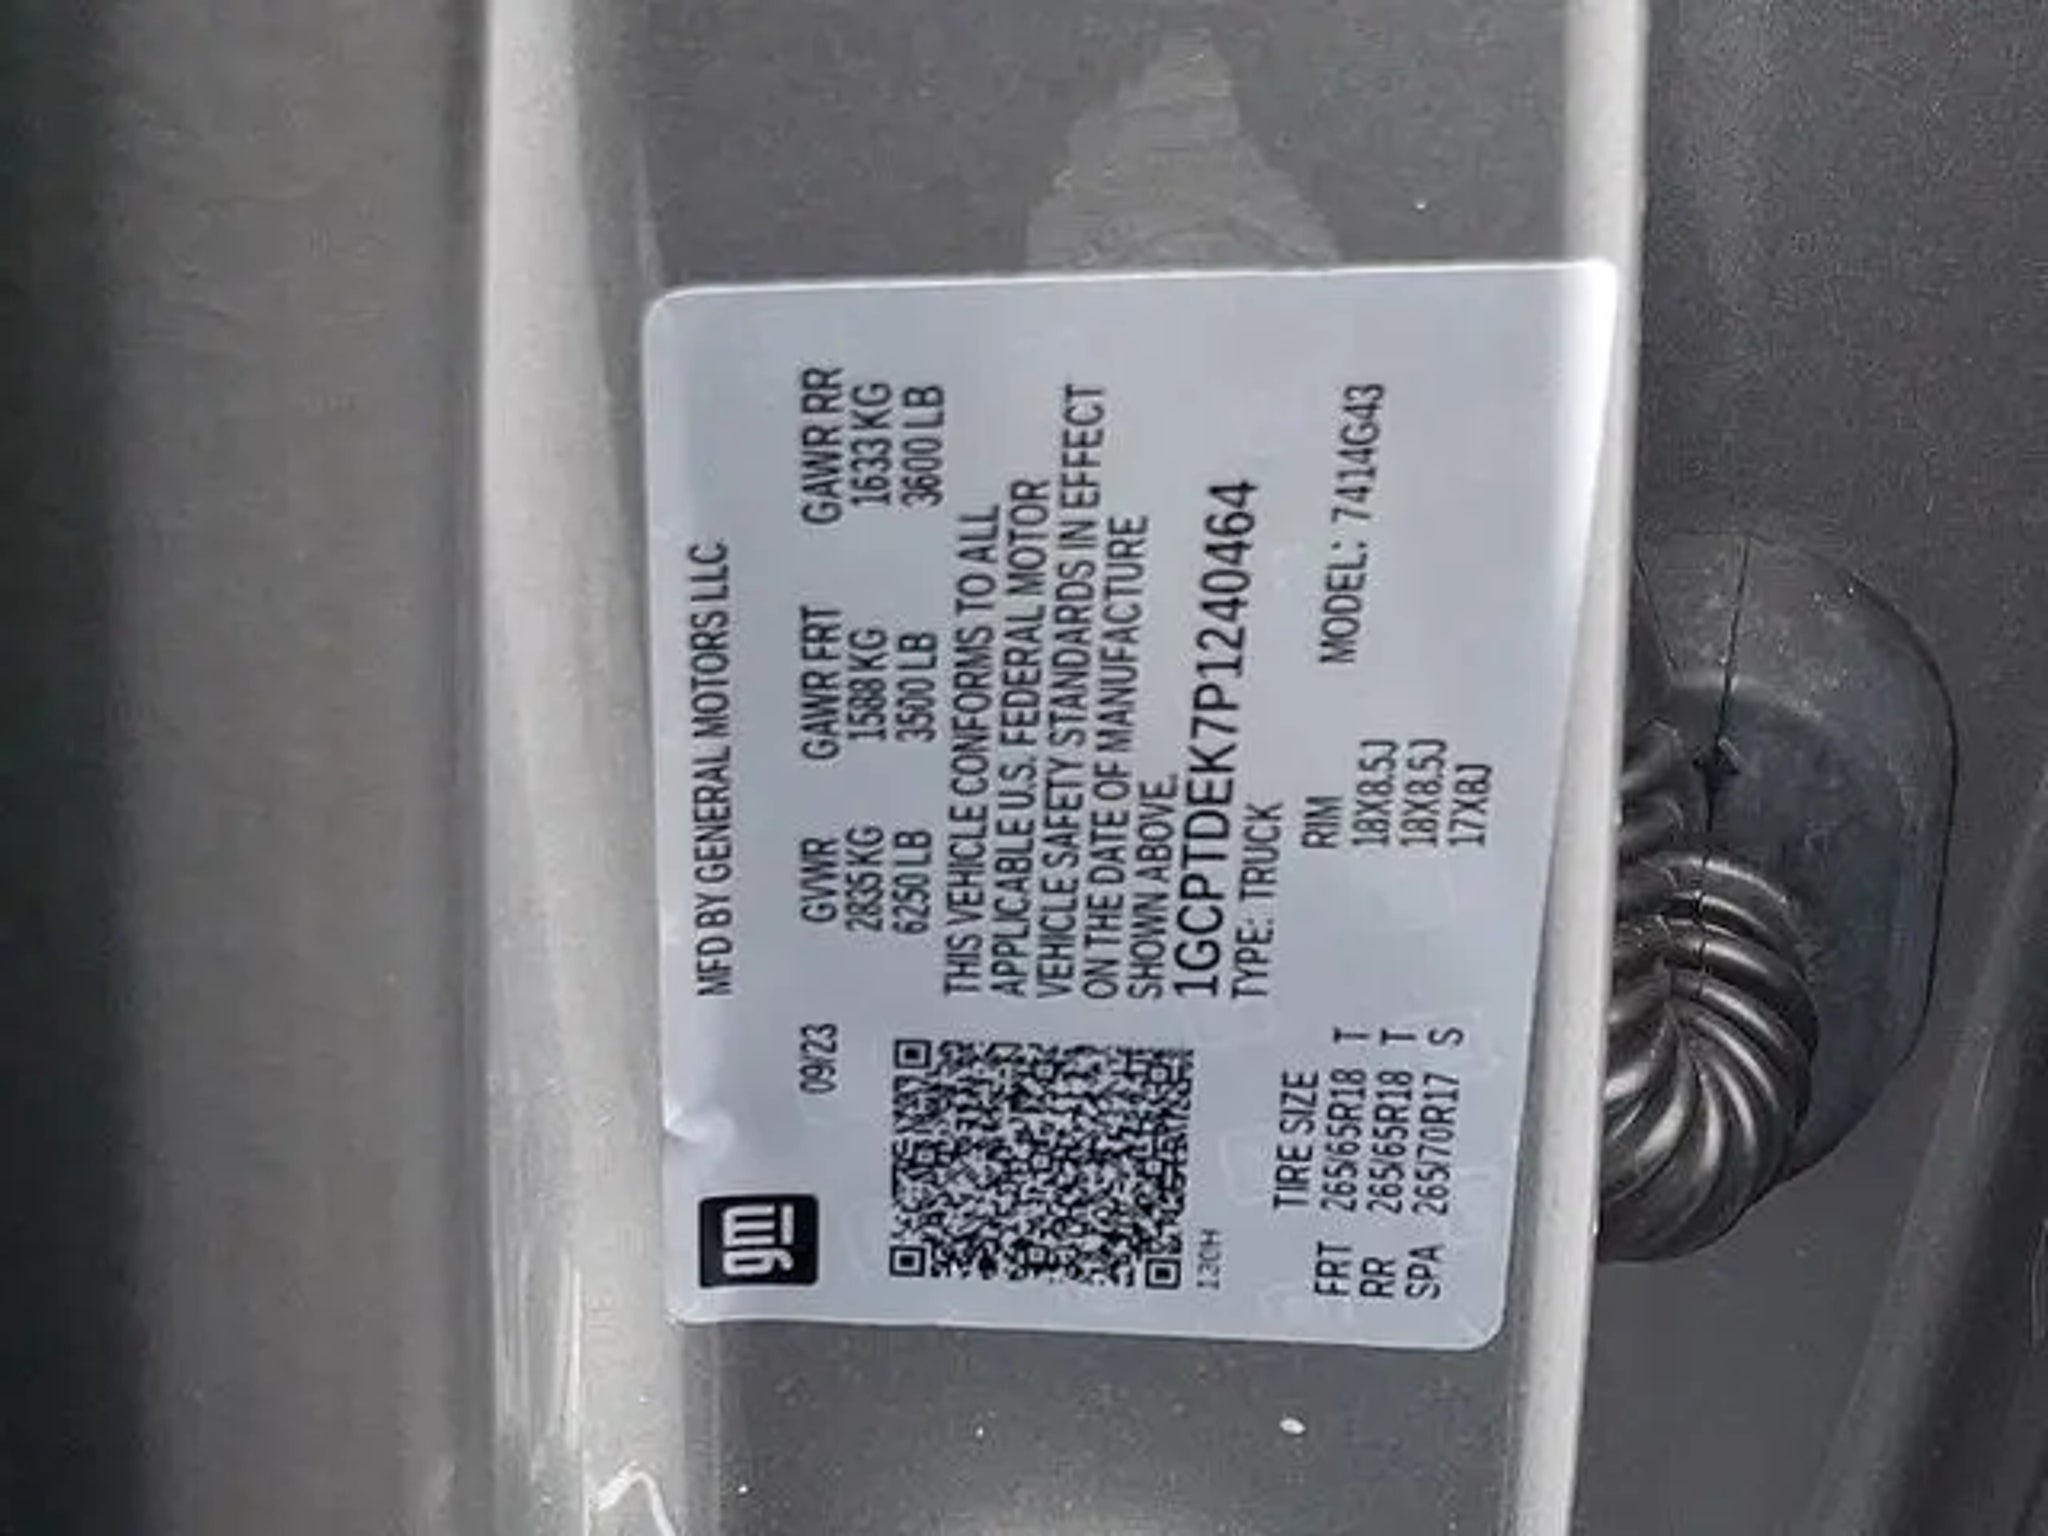 gm
MFD BY GENERAL MOTORS LLC
09/23
GVWR GAWR FRT GAWR RR
2835 KG 1588 KG 1633 KG
6250 LB 3500 LB 3600 LB
THIS VEHICLE CONFORMS TO ALL
APPLICABLE U.S. FEDERAL MOTOR
VEHICLE SAFETY STANDARDS IN EFFECT
ON THE DATE OF MANUFACTURE
SHOWN ABOVE.
1GCPTDEK7P1240464
TYPE: TRUCK
130H
TIRE SIZE RIM MODEL: 7414G43
FRT 265/65R18 T 18X8.5J
RR 265/65R18 T 18X8.5J
SPA 265/70R17 S 17X8J